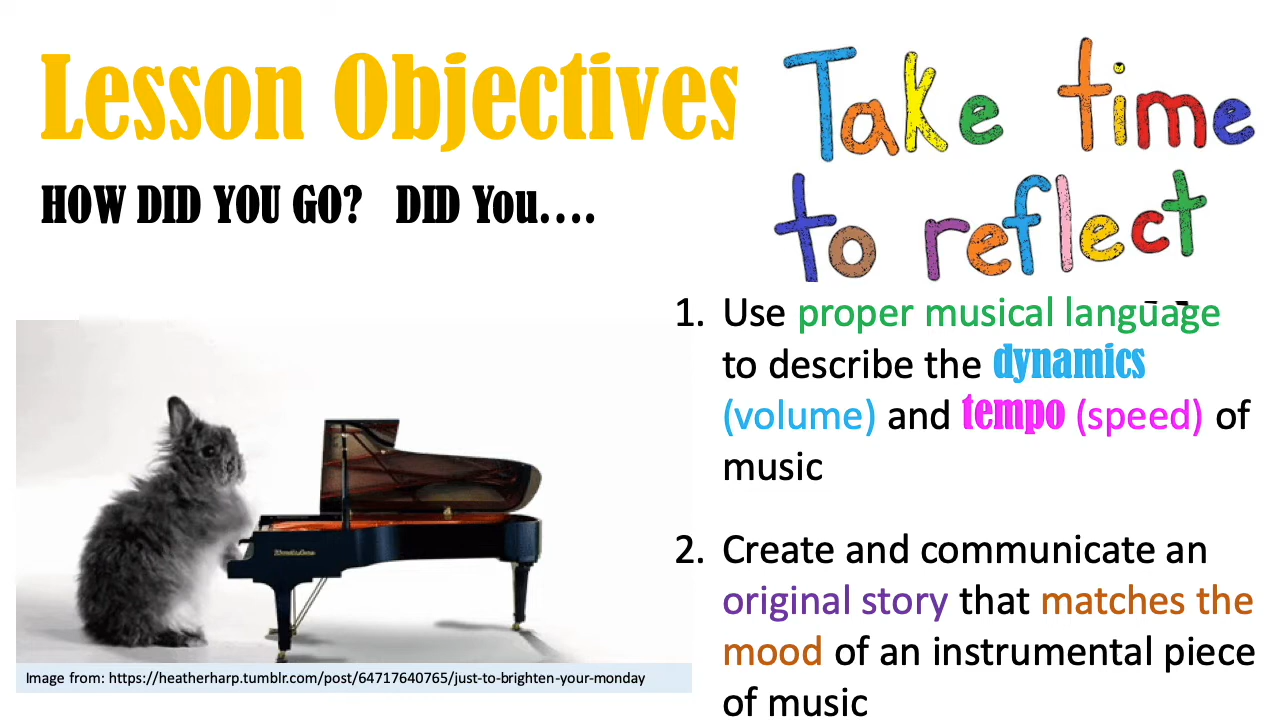 Lesson Objectives
HOW DID YOU GO? DID You....
Take time
to reflect
1. Use proper musical language
to describe the dynamics
(volume) and tempo (speed) of
music
2. Create and communicate an
original story that matches the
mood of an instrumental piece
of music
Image from: https://heatherharp.tumblr.com/post/64717640765/just-to-brighten-your-monday